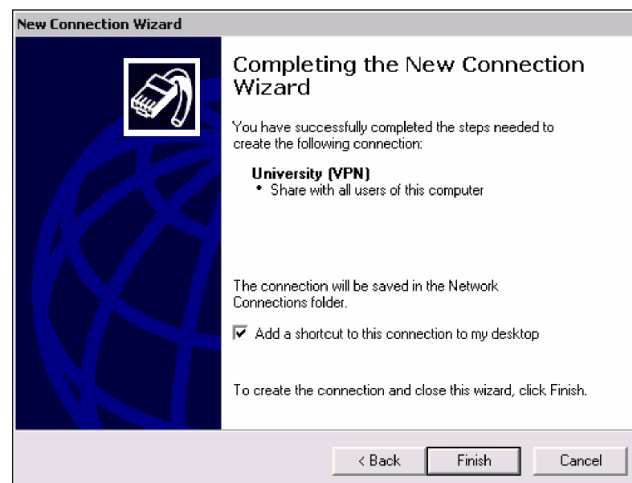 New Connection Wizard
Completing the New Connection
Wizard
You have successfully completed the steps needed to
create the following connection:
University (VPN)
• Share with all users of this computer
The connection will be saved in the Network
Connections folder.
Add a shortcut to this connection to my desktop
To create the connection and close this wizard, click Finish.
< Back Finish Cancel